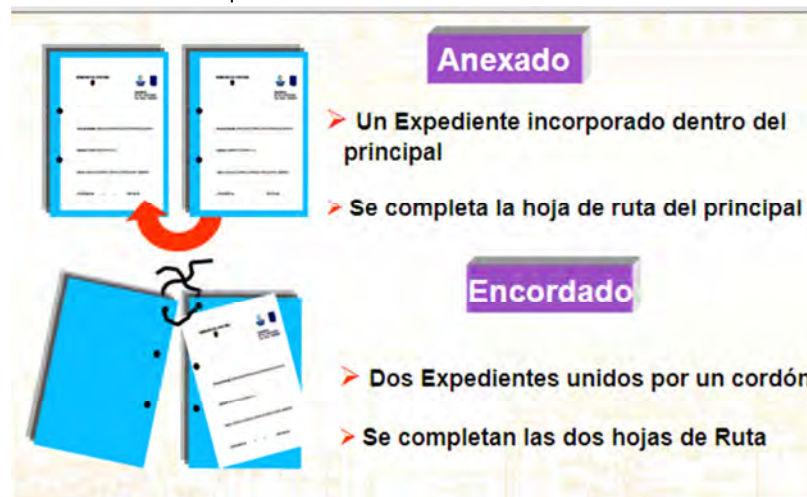 Anexado
Un Expediente incorporado dentro del
principal
Se completa la hoja de ruta del principal
Encordado
Dos Expedientes unidos por un cordón
Se completan las dos hojas de Ruta